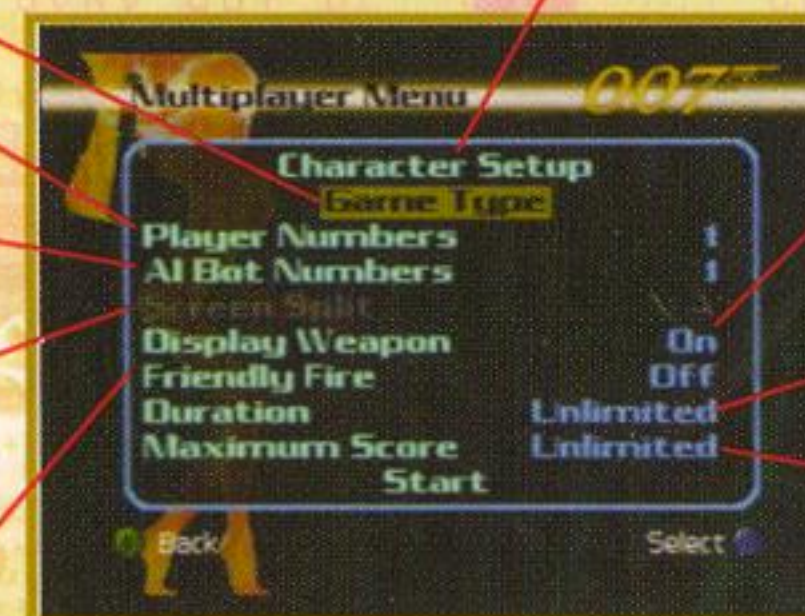 Multiplayer Menu 007
Character Setup
Game Type
Player Numbers 1
AI Bot Numbers 1
Screen Split
Display Weapon On
Friendly Fire Off
Duration Unlimited
Maximum Score Unlimited
Start
Back Select